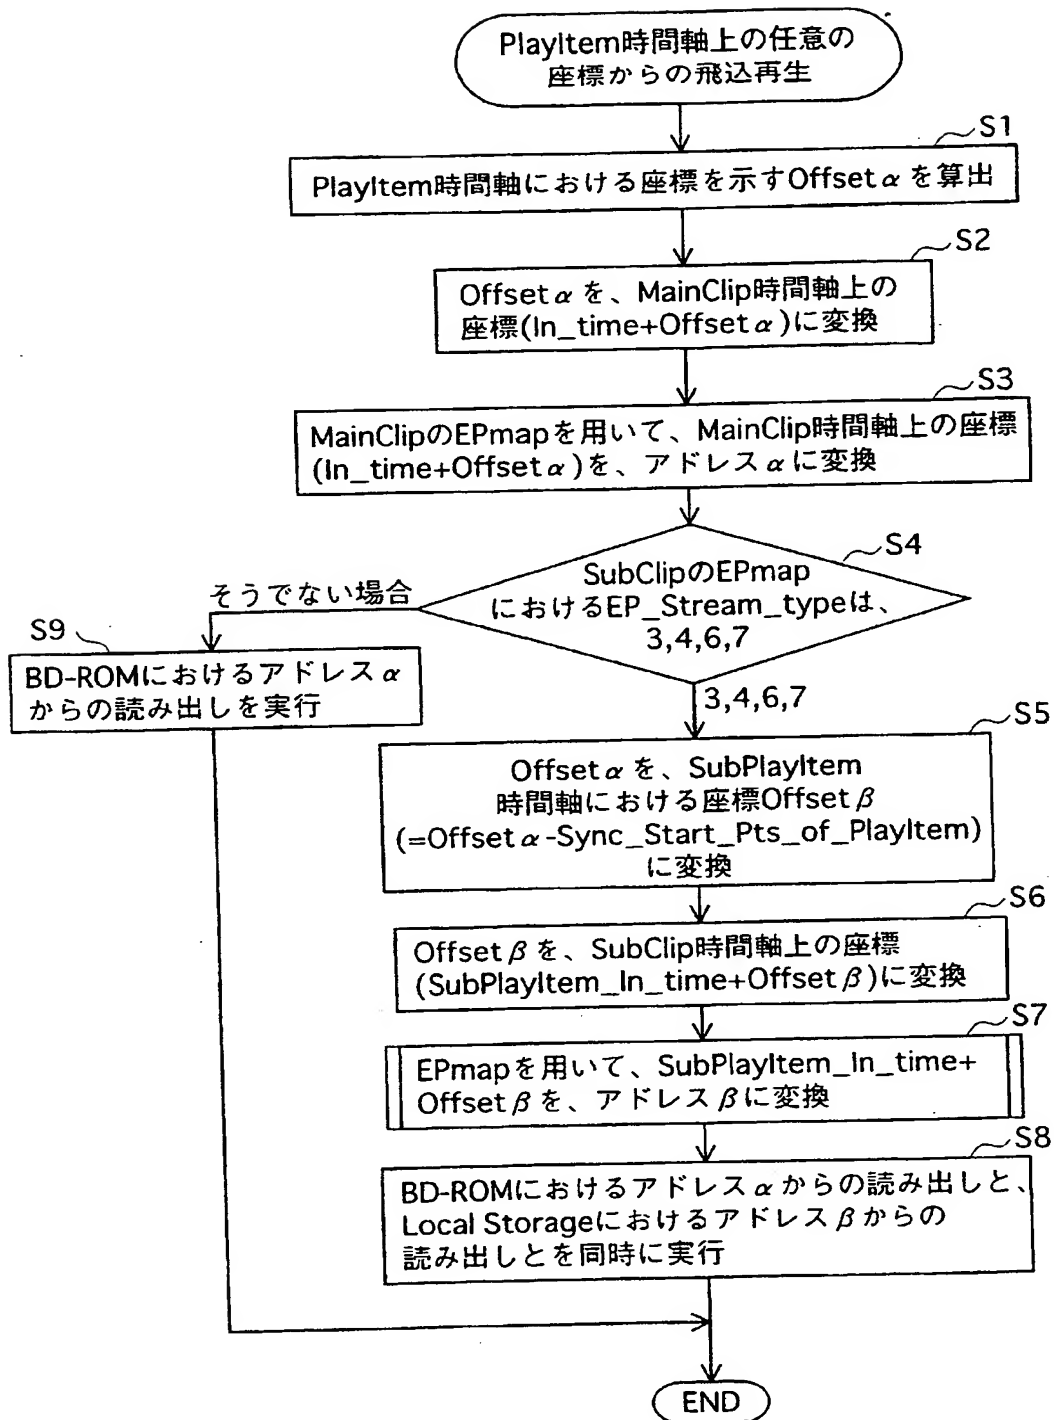 PlayItem時間軸上の任意の
座標からの飛込再生
S1
PlayItem時間軸における座標を示すOffsetαを算出
S2
Offsetαを、MainClip時間軸上の
座標(In_time+Offsetα)に変換
S3
MainClipのEPmapを用いて、MainClip時間軸上の座標
(In_time+Offsetα)を、アドレスαに変換
S4
SubClipのEPmap
におけるEP_Stream_typeは、
3,4,6,7
そうでない場合
S9
BD-ROMにおけるアドレスα
からの読み出しを実行
3,4,6,7
S5
Offsetαを、SubPlayItem
時間軸における座標Offsetβ
(=Offsetα-Sync_Start_Pts_of_PlayItem)
に変換
S6
Offsetβを、SubClip時間軸上の座標
(SubPlayItem_In_time+Offsetβ)に変換
S7
EPmapを用いて、SubPlayItem_In_time+
Offsetβを、アドレスβに変換
S8
BD-ROMにおけるアドレスαからの読み出しと、
Local Storageにおけるアドレスβからの
読み出しとを同時に実行
END